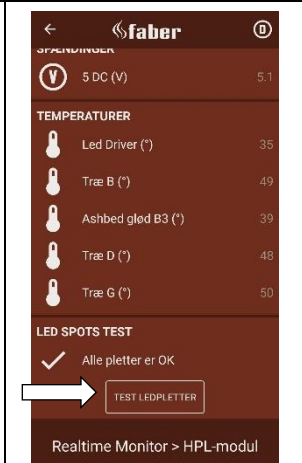 faber
D
SPÆNDINGER
V 5 DC (V) 5.1
TEMPERATURER
Led Driver (°) 35
Træ B (°) 49
Ashbed glød B3 (°) 39
Træ D (°) 48
Træ G (°) 50
LED SPOTS TEST
Alle pletter er OK
TEST LEDPLETTER
Realtime Monitor > HPL-modul